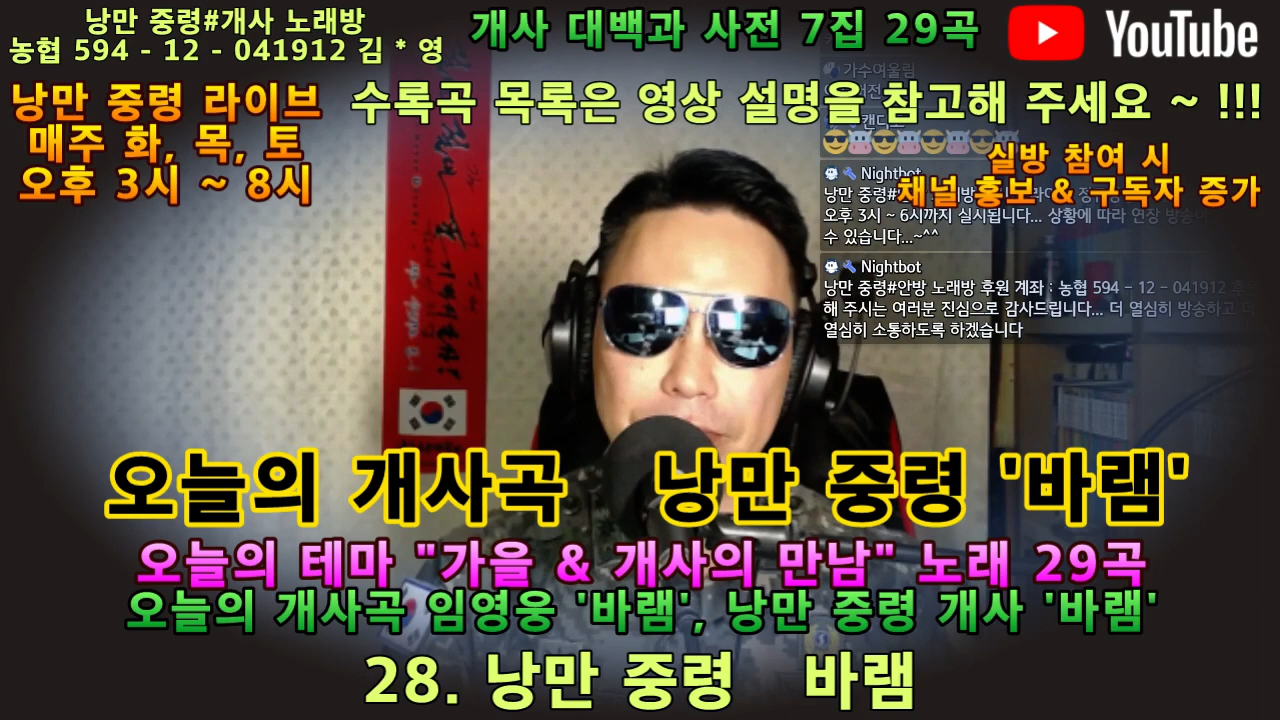 낭만 중령#개사 노래방
농협 594 - 12 - 041912 김 * 영
개사 대백과 사전 7집 29곡
YouTube
낭만 중령 라이브
매주 화, 목, 토
오후 3시 ~ 8시
수록곡 목록은 영상 설명을 참고해 주세요 ~ !!!
가수여울림
실방 참여 시
채널 홍보 & 구독자 증가
Nightbot
오후 3시 ~ 6시까지 실시됩니다... 상황에 따라 연장 방송
수 있습니다...~^^
Nightbot
낭만 중령#안방 노래방 후원 계좌 : 농협 594 - 12 - 041912 후원
해 주시는 여러분 진심으로 감사드립니다... 더 열심히 방송하고 더
열심히 소통하도록 하겠습니다
오늘의 개사곡 낭만 중령 '바램'
오늘의 테마 "가을 & 개사의 만남" 노래 29곡
오늘의 개사곡 임영웅 '바램', 낭만 중령 개사 '바램'
28. 낭만 중령 바램